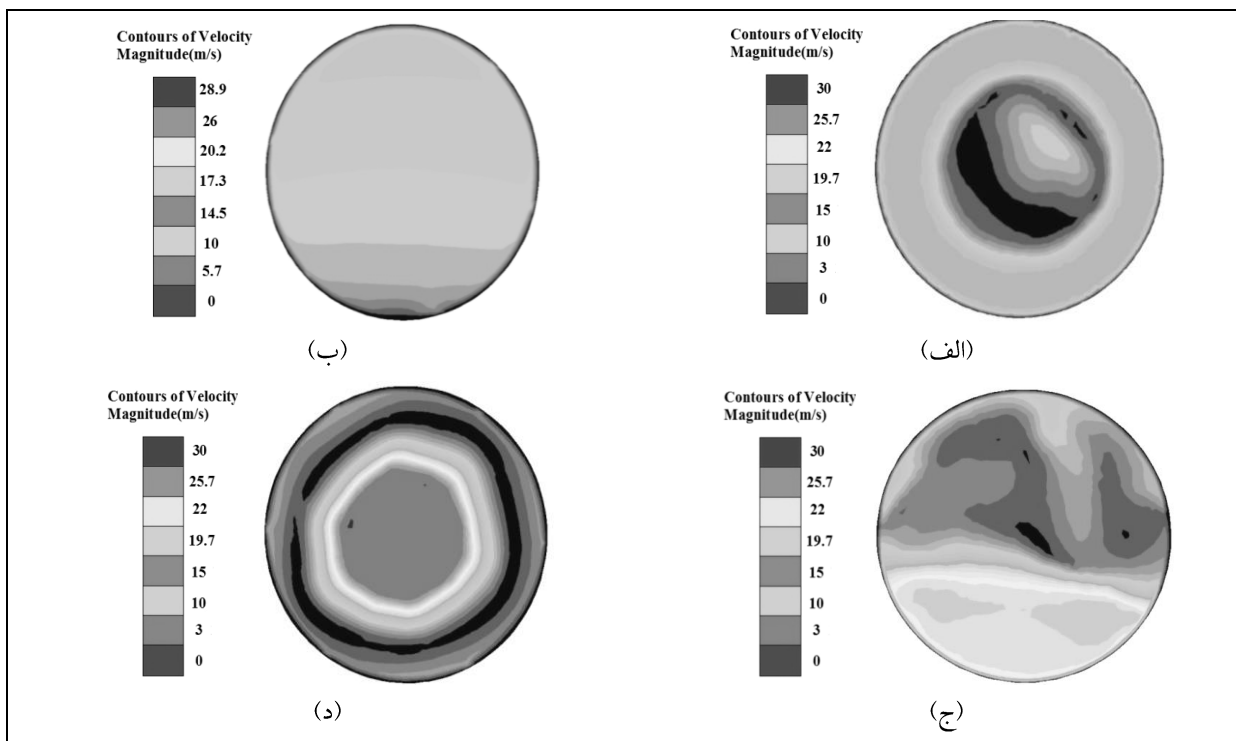 Contours of Velocity
Magnitude(m/s)
30
25.7
22
19.7
15
10
3
0
(الف)
Contours of Velocity
Magnitude(m/s)
28.9
26
20.2
17.3
14.5
10
5.7
0
(ب)
Contours of Velocity
Magnitude(m/s)
30
25.7
22
19.7
15
10
3
0
(ج)
Contours of Velocity
Magnitude(m/s)
30
25.7
22
19.7
15
10
3
0
(د)